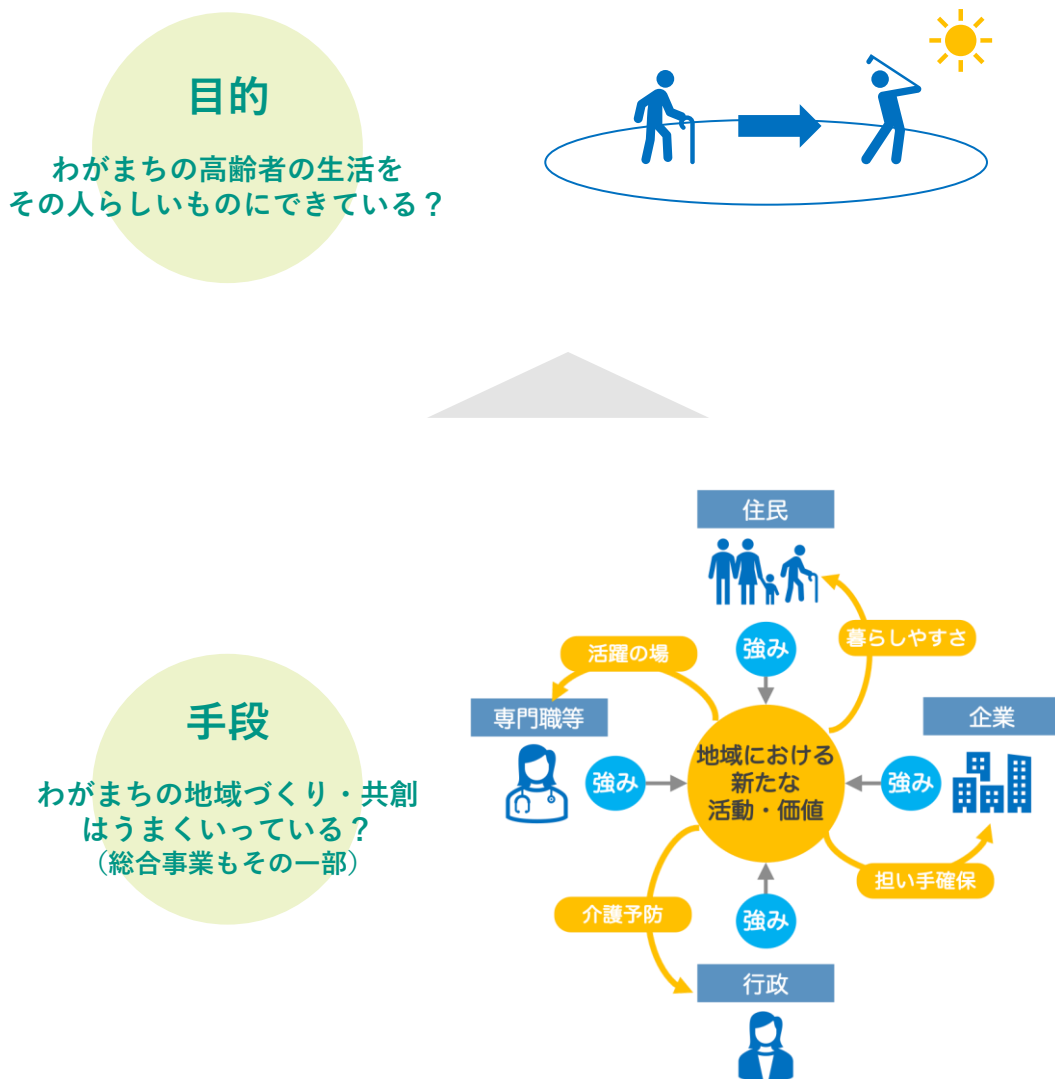 目的
わがまちの高齢者の生活を
その人らしいものにできている？
手段
わがまちの地域づくり・共創
はうまくいっている？
（総合事業もその一部）
住民
強み
暮らしやすさ
活躍の場
専門職等
強み
地域における
新たな
活動・価値
強み
企業
担い手確保
介護予防
強み
行政